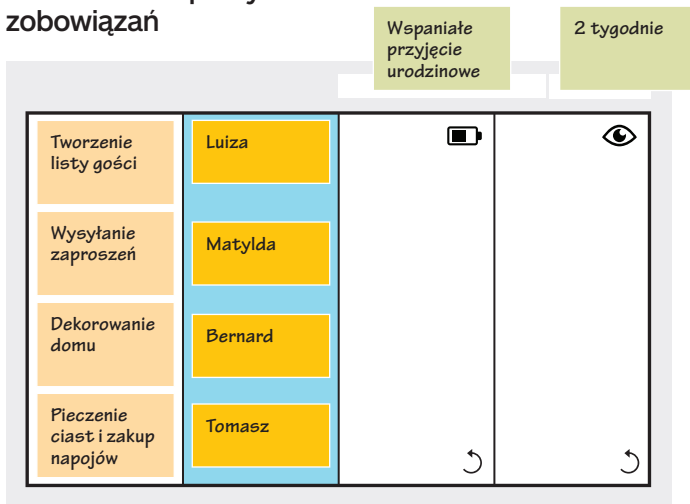 zobowiązań
Wspaniałe
przyjęcie
urodzinowe
2 tygodnie
Tworzenie
listy gości
Luiza
Wysyłanie
zaproszeń
Matylda
Dekorowanie
domu
Bernard
Pieczenie
ciast i zakup
napojów
Tomasz